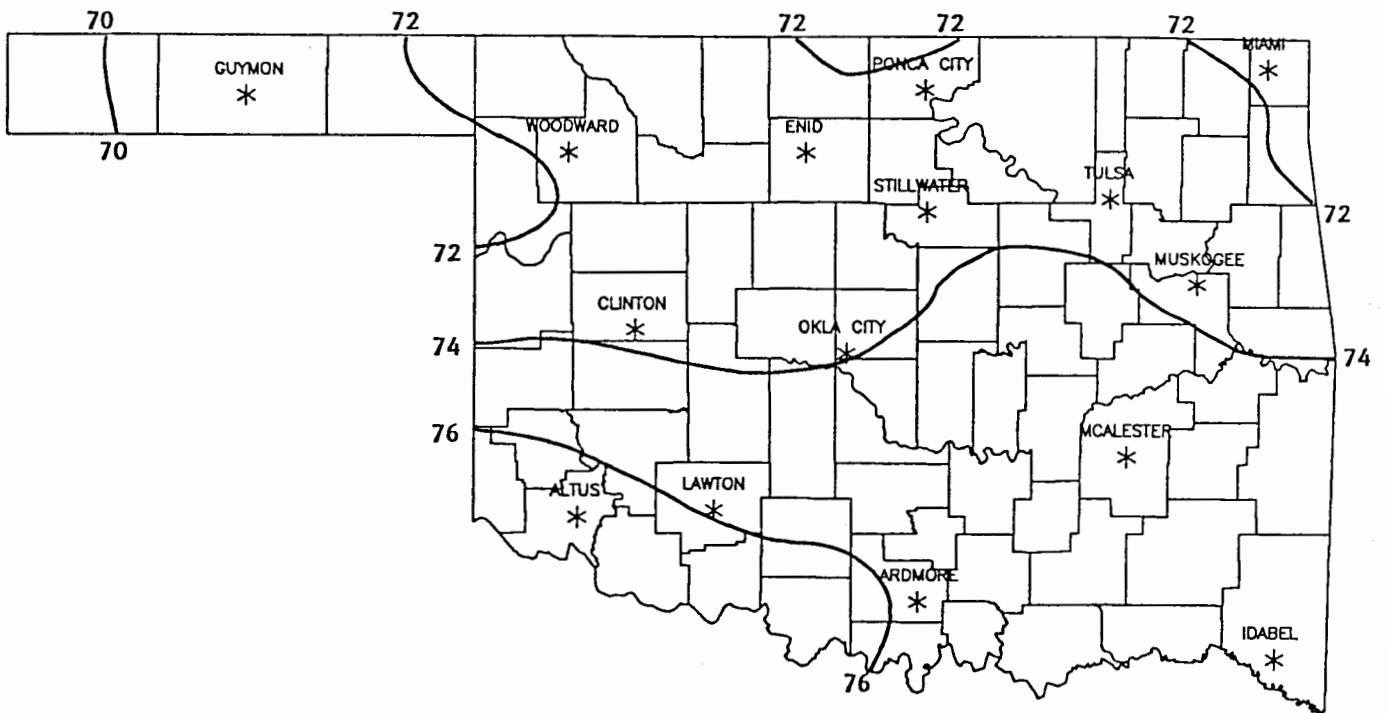 70
72
72
72
72
MIAMI
GUYMON
PONCA CITY
70
WOODWARD
ENID
STILLWATER
TULSA
72
72
MUSKOGEE
CLINTON
OKLA CITY
74
74
76
MCALESTER
ALTUS
LAWTON
ARDMORE
IDABEL
76